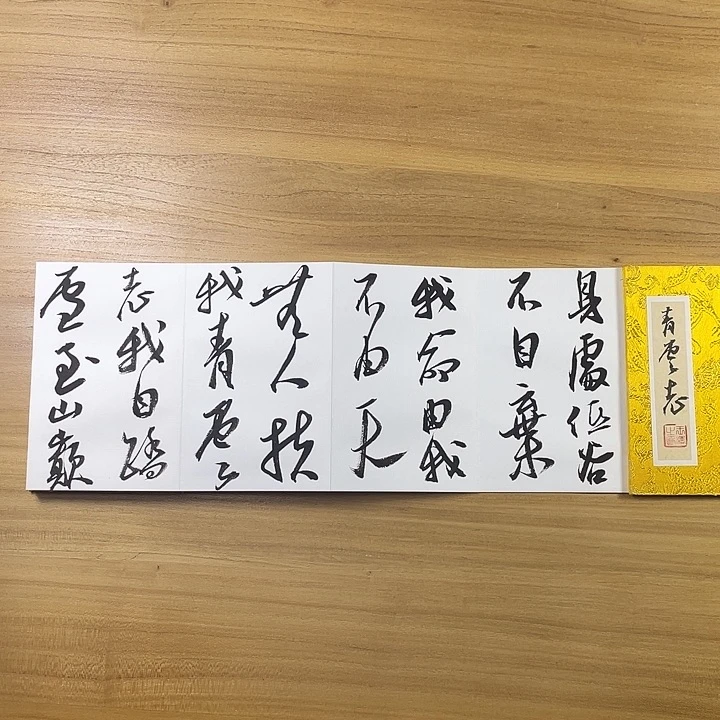 青雲志
身處低谷
不自棄
我命由我
不由天
無人扶
我青雲
志我自踏
雪至山巔